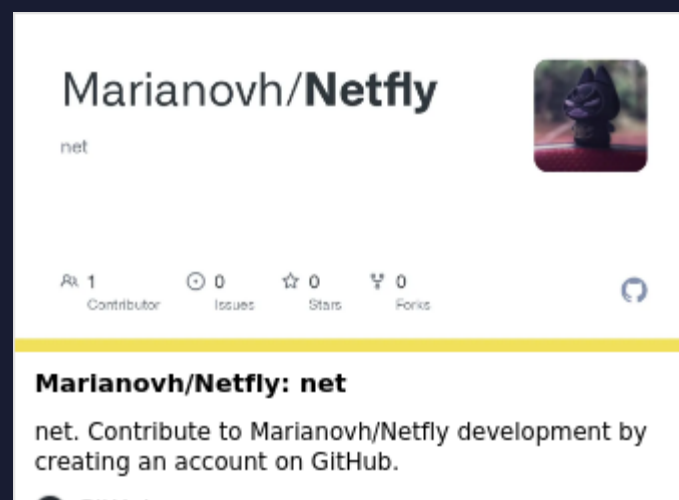 Marianovh/Netfly
net
1 0 0 0
Contributor Issues Stars Forks
Marianovh/Netfly: net
net. Contribute to Marianovh/Netfly development by
creating an account on GitHub.